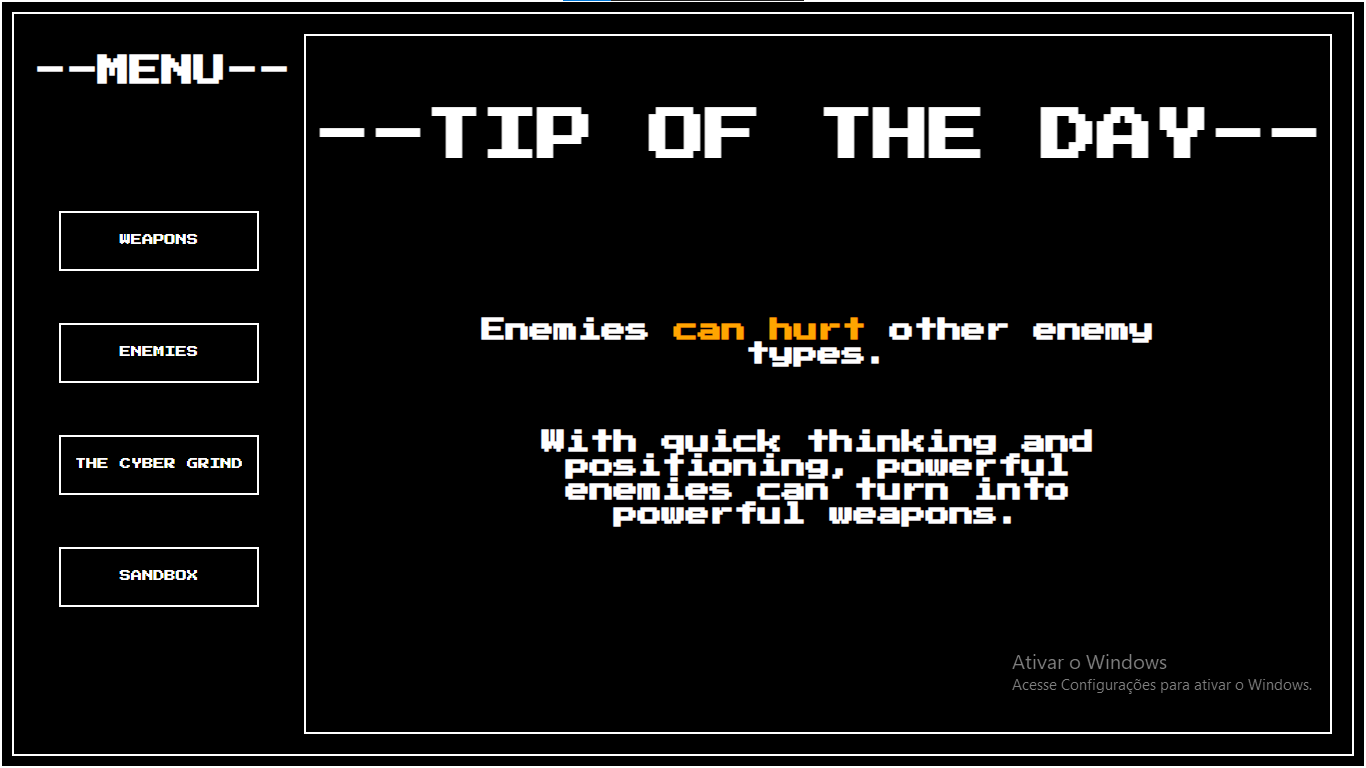 --MENU--
WEAPONS
ENEMIES
THE CYBER GRIND
SANDBOX
--TIP OF THE DAY--
Enemies can hurt other enemy
types.
With quick thinking and
positioning, powerful
enemies can turn into
powerful weapons.
Ativar o Windows
Acesse Configurações para ativar o Windows.